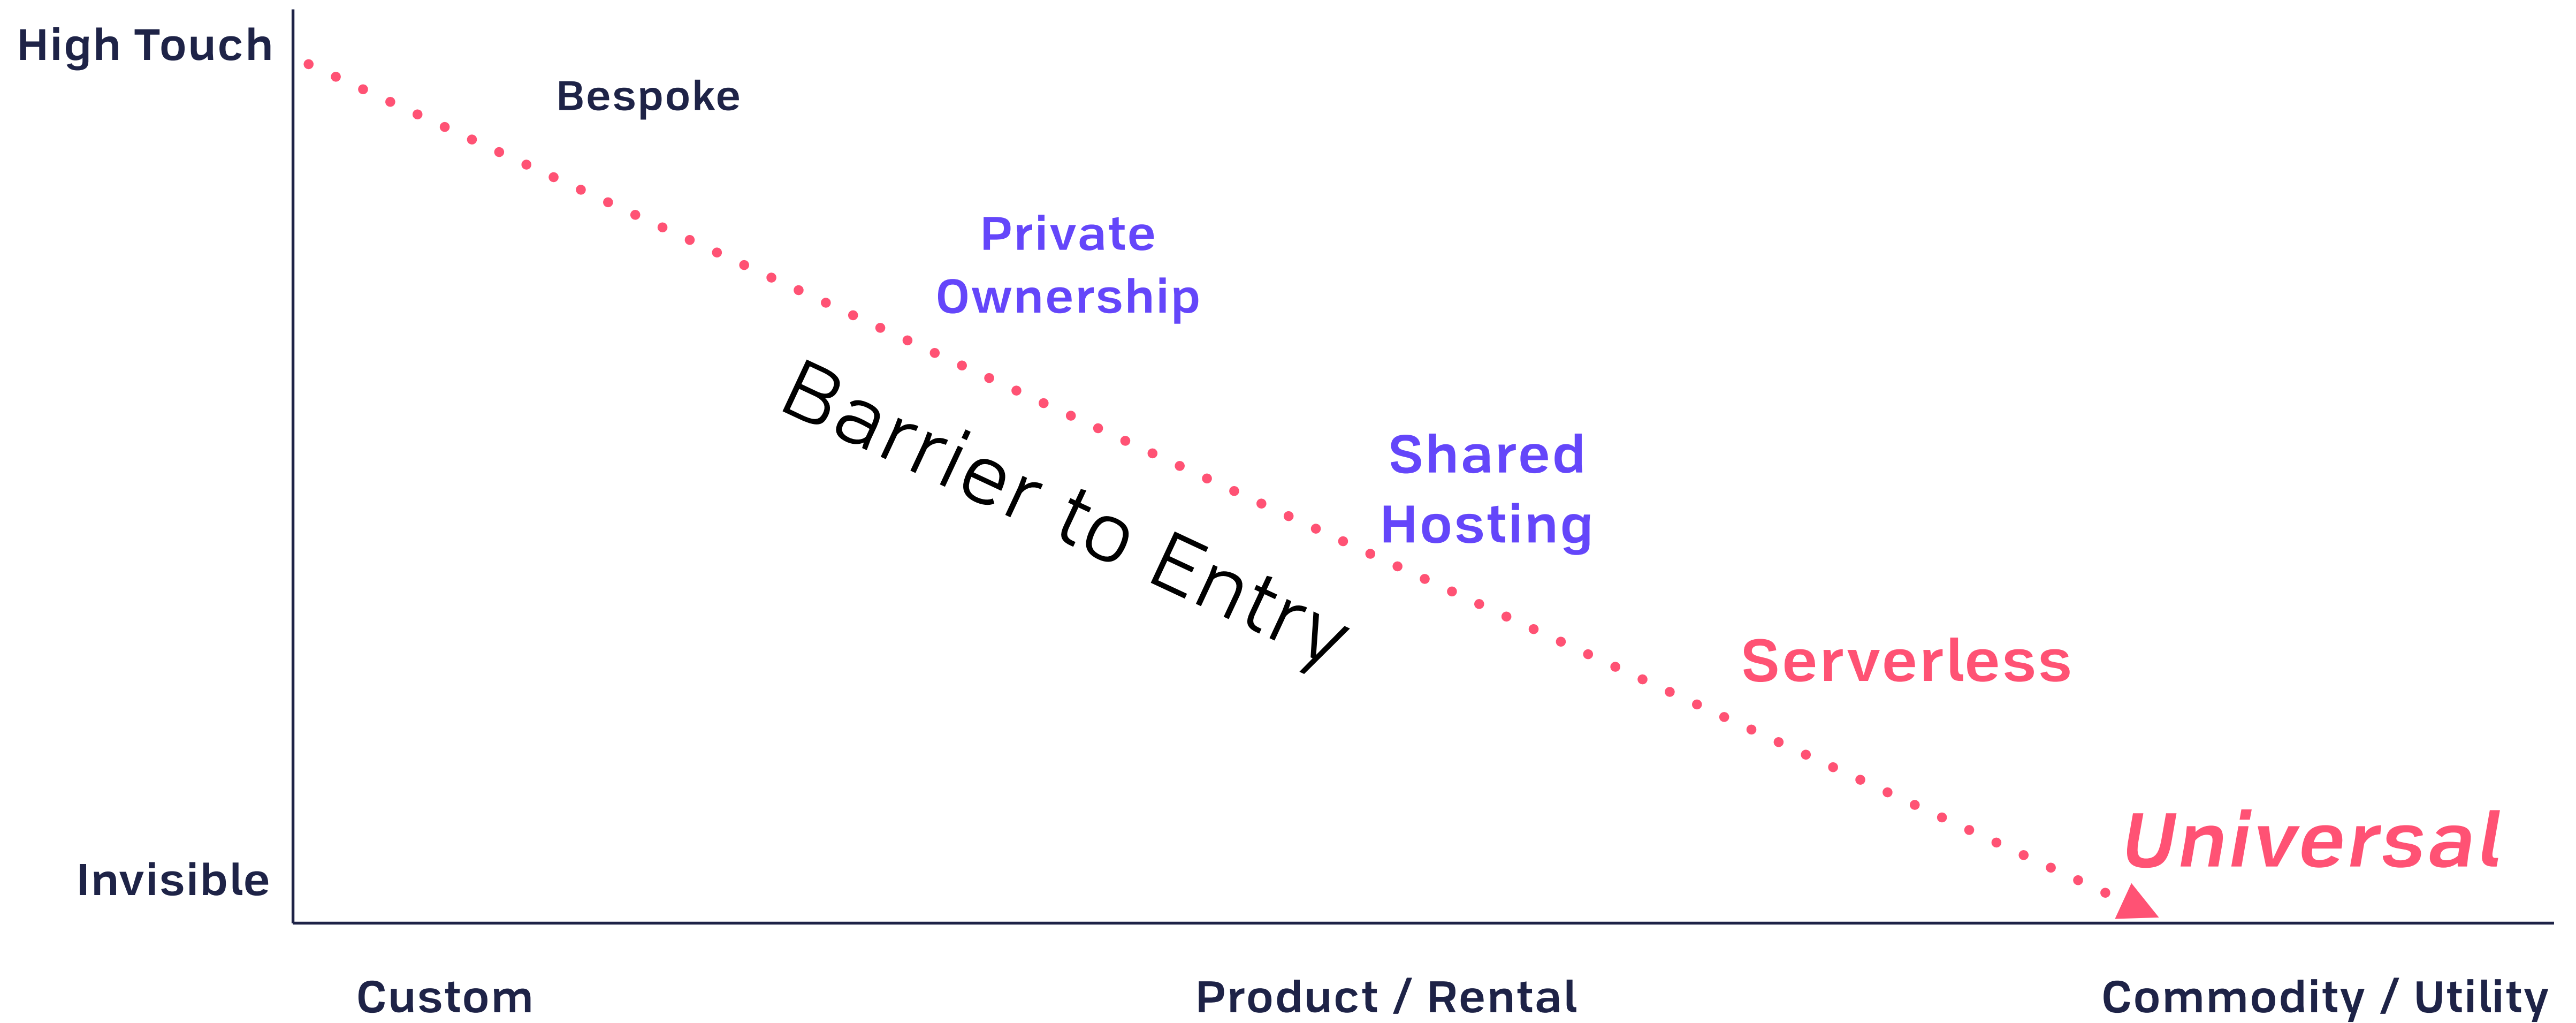 High Touch
Bespoke
Private
Ownership
Barrier to Entry
Shared
Hosting
Serverless
Universal
Invisible
Custom
Product / Rental
Commodity / Utility